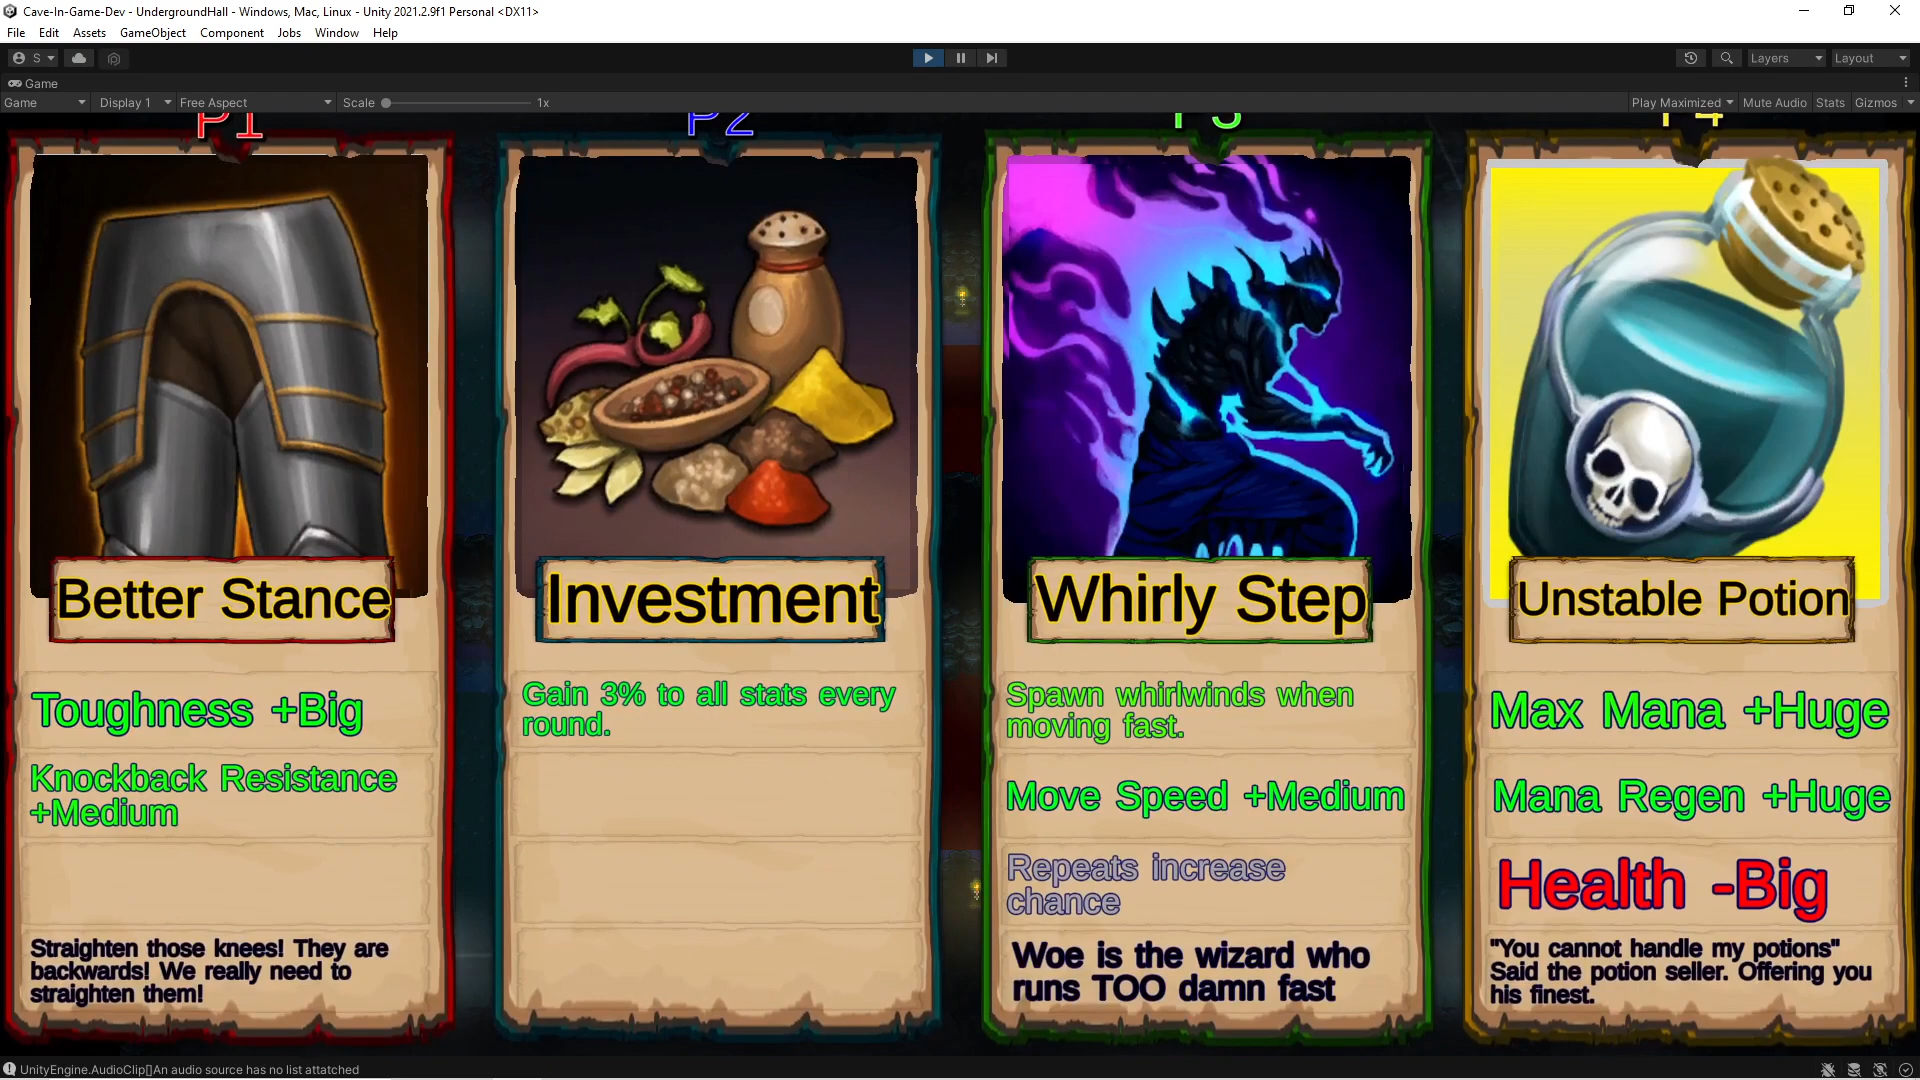 Cave-In-Game-Dev - UndergroundHall - Windows, Mac, Linux - Unity 2021.2.9f1 Personal <DX11>
File Edit Assets GameObject Component Jobs Window Help
S Layers Layout
Game
Game Display 1 Free Aspect Scale 1x Play Maximized Mute Audio Stats Gizmos
P1 P2 P3 P4
Better Stance
Toughness +Big
Knockback Resistance
+Medium
Straighten those knees! They are
backwards! We really need to
straighten them!
Investment
Gain 3% to all stats every
round.
Whirly Step
Spawn whirlwinds when
moving fast.
Move Speed +Medium
Repeats increase
chance
Woe is the wizard who
runs TOO damn fast
Unstable Potion
Max Mana +Huge
Mana Regen +Huge
Health -Big
"You cannot handle my potions"
Said the potion seller. Offering you
his finest.
UnityEngine.AudioClip[]An audio source has no list attatched